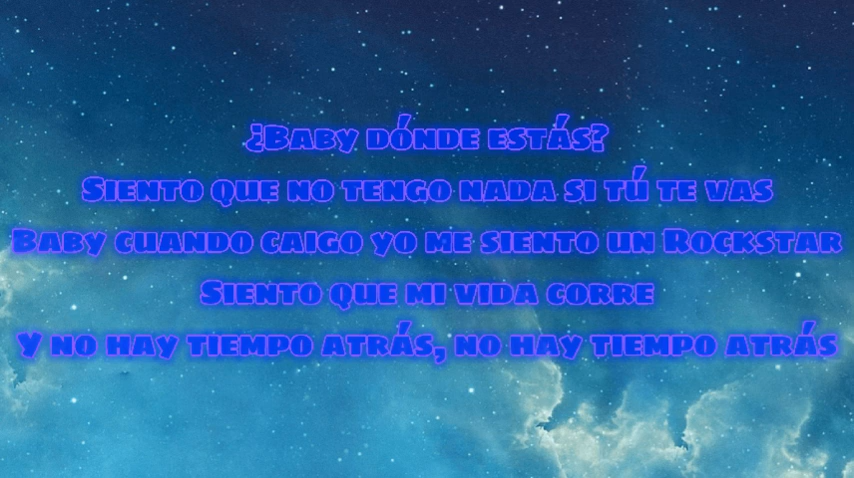 ¿Baby dónde estás?
Siento que no tengo nada si tú te vas
Baby cuando caigo yo me siento un Rockstar
Siento que mi vida corre
Y no hay tiempo atrás, no hay tiempo atrás